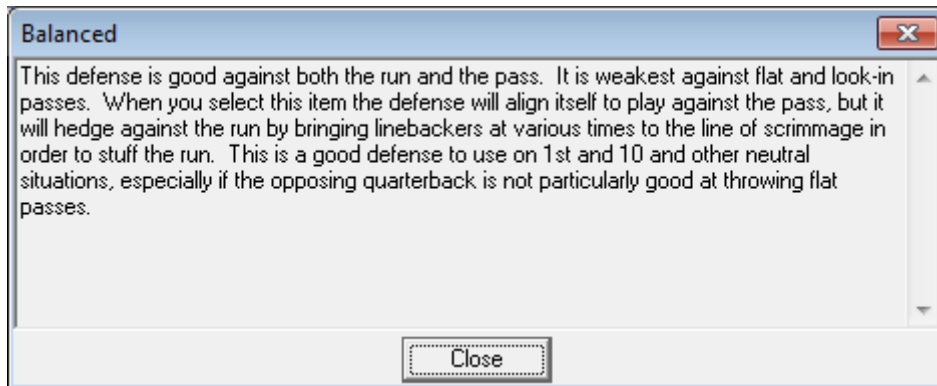 Balanced
This defense is good against both the run and the pass.  It is weakest against flat and look-in
passes.  When you select this item the defense will align itself to play against the pass, but it
will hedge against the run by bringing linebackers at various times to the line of scrimmage in
order to stuff the run.  This is a good defense to use on 1st and 10 and other neutral
situations, especially if the opposing quarterback is not particularly good at throwing flat
passes.
Close